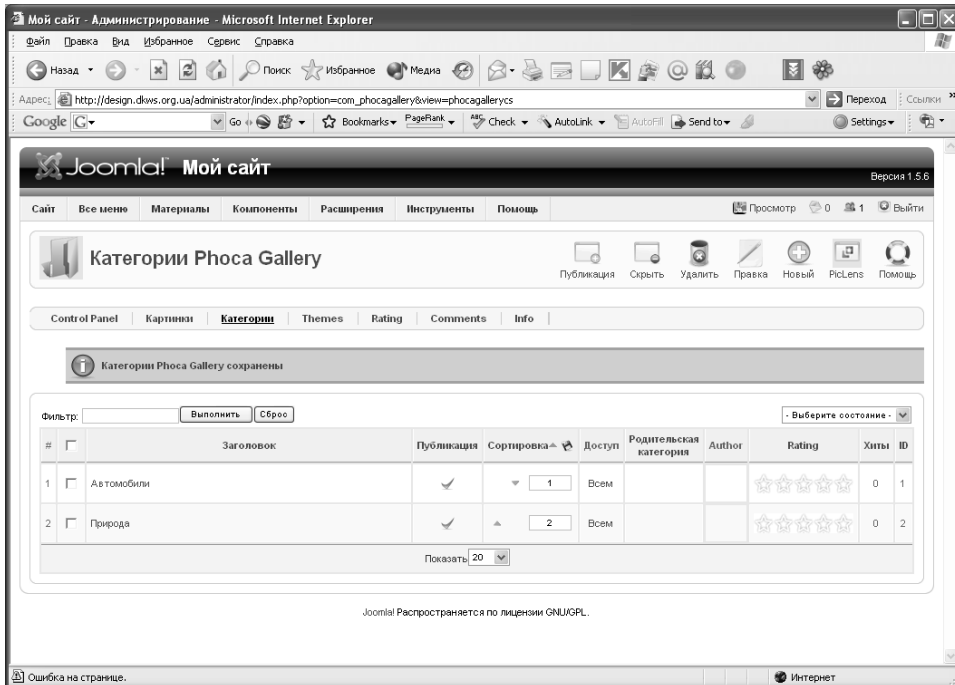 Мой сайт - Администрирование - Microsoft Internet Explorer
Файл Правка Вид Избранное Сервис Справка
Назад Поиск Избранное Медиа
Адрес: http://design.dkws.org.ua/administrator/index.php?option=com_phocagallery&view=phocagallerycs Переход Ссылки »
Google G Go Bookmarks PageRank Check AutoLink AutoFill Send to Settings
Joomla! Мой сайт
Версия 1.5.6
Сайт Все меню Материалы Компоненты Расширения Инструменты Помощь Просмотр 0 1 Выйти
Категории Phoca Gallery
Публикация Скрыть Удалить Правка Новый PicLens Помощь
Control Panel Картинки Категории Themes Rating Comments Info
Категории Phoca Gallery сохранены
Фильтр: Выполнить Сброс - Выберите состояние -
# Заголовок Публикация Сортировка Доступ Родительская категория Author Rating Хиты ID
1 Автомобили 1 Всем 0 1
2 Природа 2 Всем 0 2
Показать 20
Joomla! Распространяется по лицензии GNU/GPL.
Ошибка на странице. Интернет